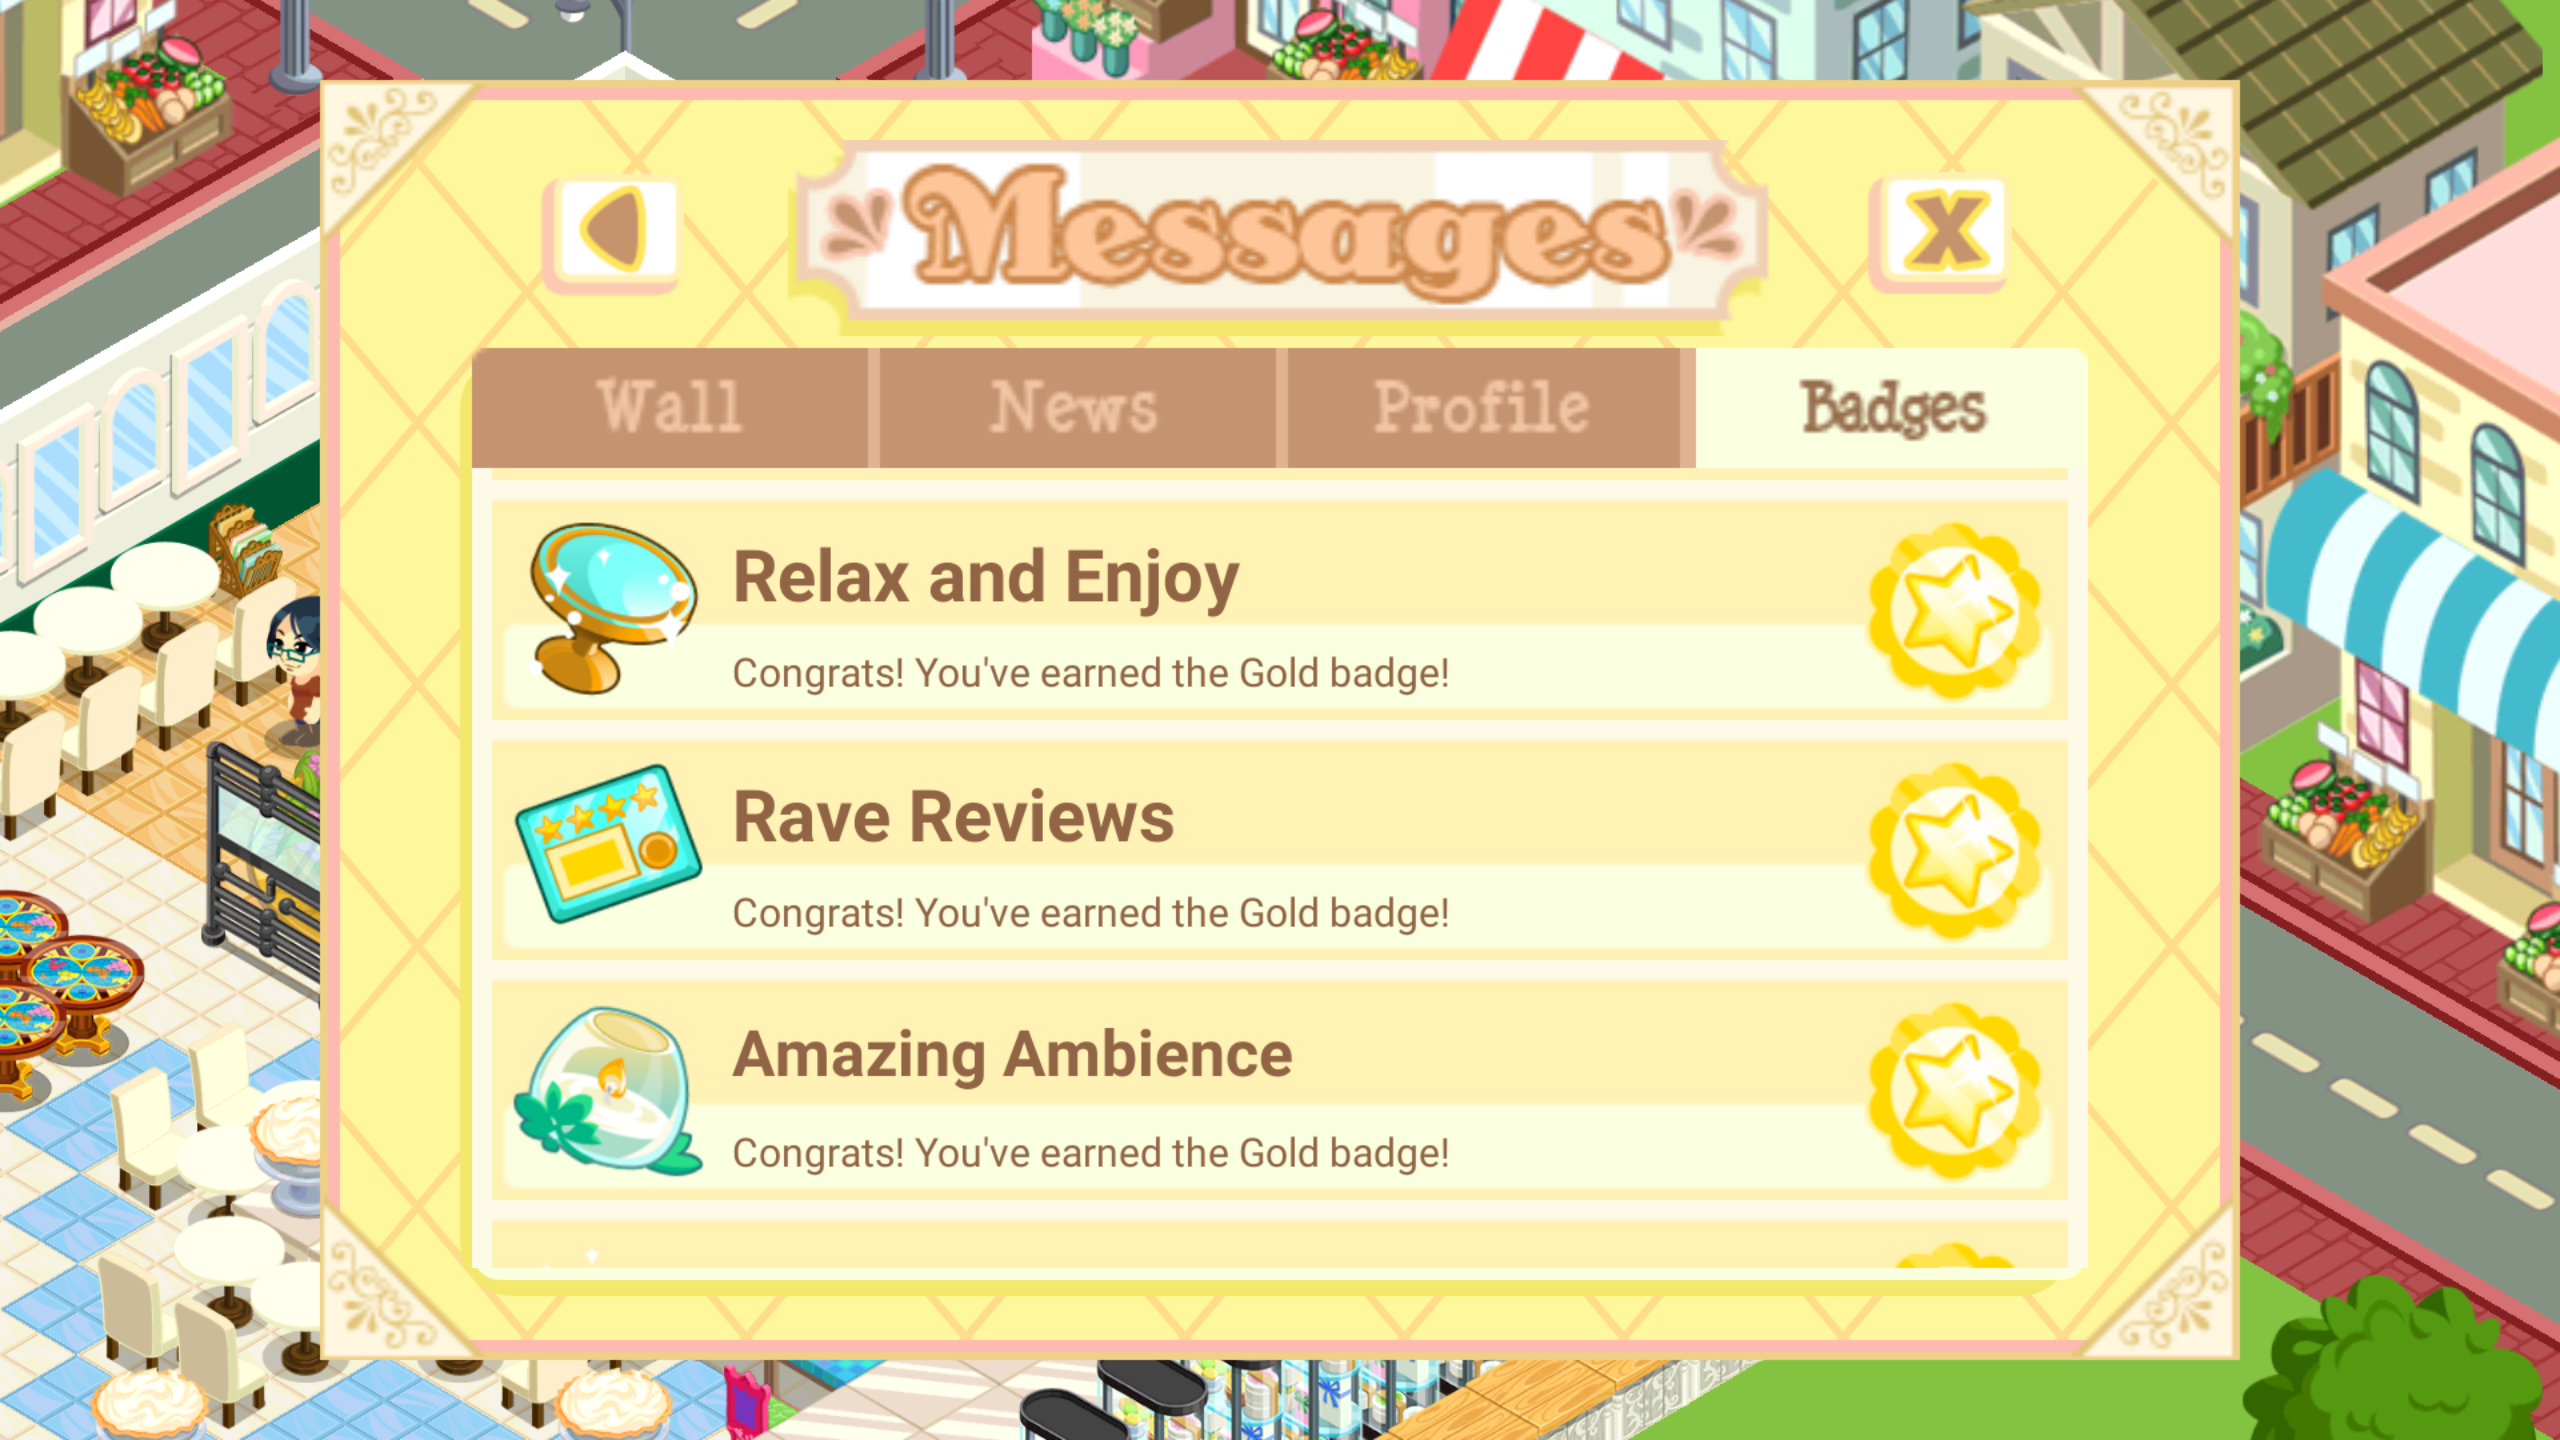 Messages
Wall
News
Profile
Badges
Relax and Enjoy
Congrats! You've earned the Gold badge!
Rave Reviews
Congrats! You've earned the Gold badge!
Amazing Ambience
Congrats! You've earned the Gold badge!